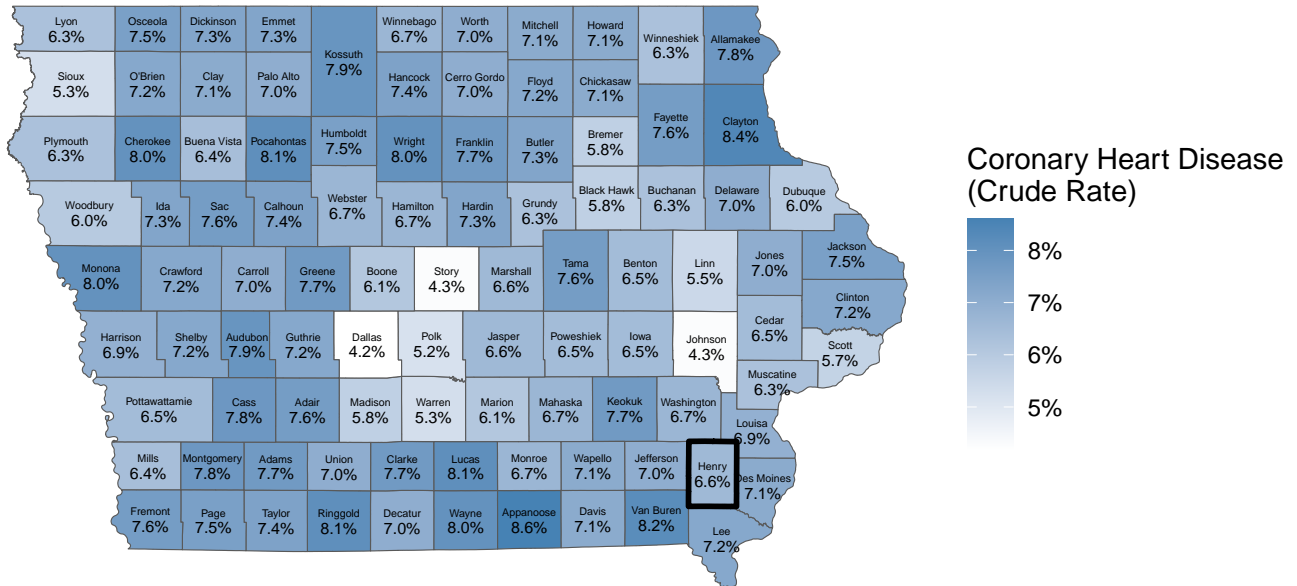 Lyon
6.3%
Osceola
7.5%
Dickinson
7.3%
Emmet
7.3%
Kossuth
7.9%
Winnebago
6.7%
Worth
7.0%
Mitchell
7.1%
Howard
7.1%
Winneshiek
6.3%
Allamakee
7.8%
Sioux
5.3%
O'Brien
7.2%
Clay
7.1%
Palo Alto
7.0%
Hancock
7.4%
Cerro Gordo
7.0%
Floyd
7.2%
Chickasaw
7.1%
Fayette
7.6%
Clayton
8.4%
Plymouth
6.3%
Cherokee
8.0%
Buena Vista
6.4%
Pocahontas
8.1%
Humboldt
7.5%
Wright
8.0%
Franklin
7.7%
Butler
7.3%
Bremer
5.8%
Woodbury
6.0%
Ida
7.3%
Sac
7.6%
Calhoun
7.4%
Webster
6.7%
Hamilton
6.7%
Hardin
7.3%
Grundy
6.3%
Black Hawk
5.8%
Buchanan
6.3%
Delaware
7.0%
Dubuque
6.0%
Monona
8.0%
Crawford
7.2%
Carroll
7.0%
Greene
7.7%
Boone
6.1%
Story
4.3%
Marshall
6.6%
Tama
7.6%
Benton
6.5%
Linn
5.5%
Jones
7.0%
Jackson
7.5%
Clinton
7.2%
Harrison
6.9%
Shelby
7.2%
Audubon
7.9%
Guthrie
7.2%
Dallas
4.2%
Polk
5.2%
Jasper
6.6%
Poweshiek
6.5%
Iowa
6.5%
Johnson
4.3%
Cedar
6.5%
Scott
5.7%
Muscatine
6.3%
Pottawattamie
6.5%
Cass
7.8%
Adair
7.6%
Madison
5.8%
Warren
5.3%
Marion
6.1%
Mahaska
6.7%
Keokuk
7.7%
Washington
6.7%
Louisa
6.9%
Mills
6.4%
Montgomery
7.8%
Adams
7.7%
Union
7.0%
Clarke
7.7%
Lucas
8.1%
Monroe
6.7%
Wapello
7.1%
Jefferson
7.0%
Henry
6.6%
Des Moines
7.1%
Fremont
7.6%
Page
7.5%
Taylor
7.4%
Ringgold
8.1%
Decatur
7.0%
Wayne
8.0%
Appanoose
8.6%
Davis
7.1%
Van Buren
8.2%
Lee
7.2%
Coronary Heart Disease
(Crude Rate)
8%
7%
6%
5%